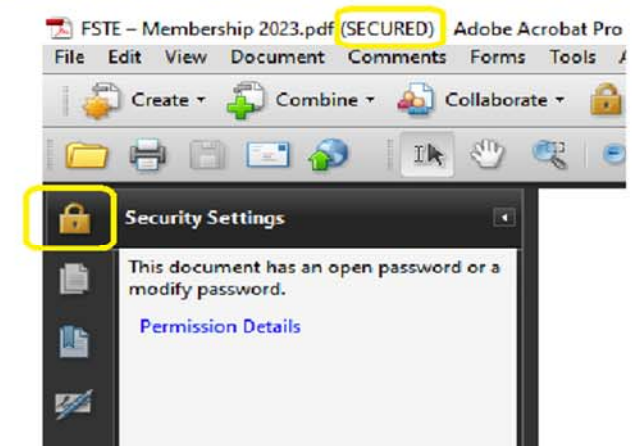 FSTE – Membership 2023.pdf (SECURED) Adobe Acrobat Pro
File Edit View Document Comments Forms Tools
Create Combine Collaborate
Security Settings
This document has an open password or a
modify password.
Permission Details